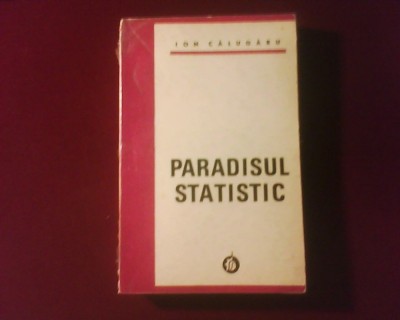 ION CĂLUGĂRU
PARADISUL
STATISTIC